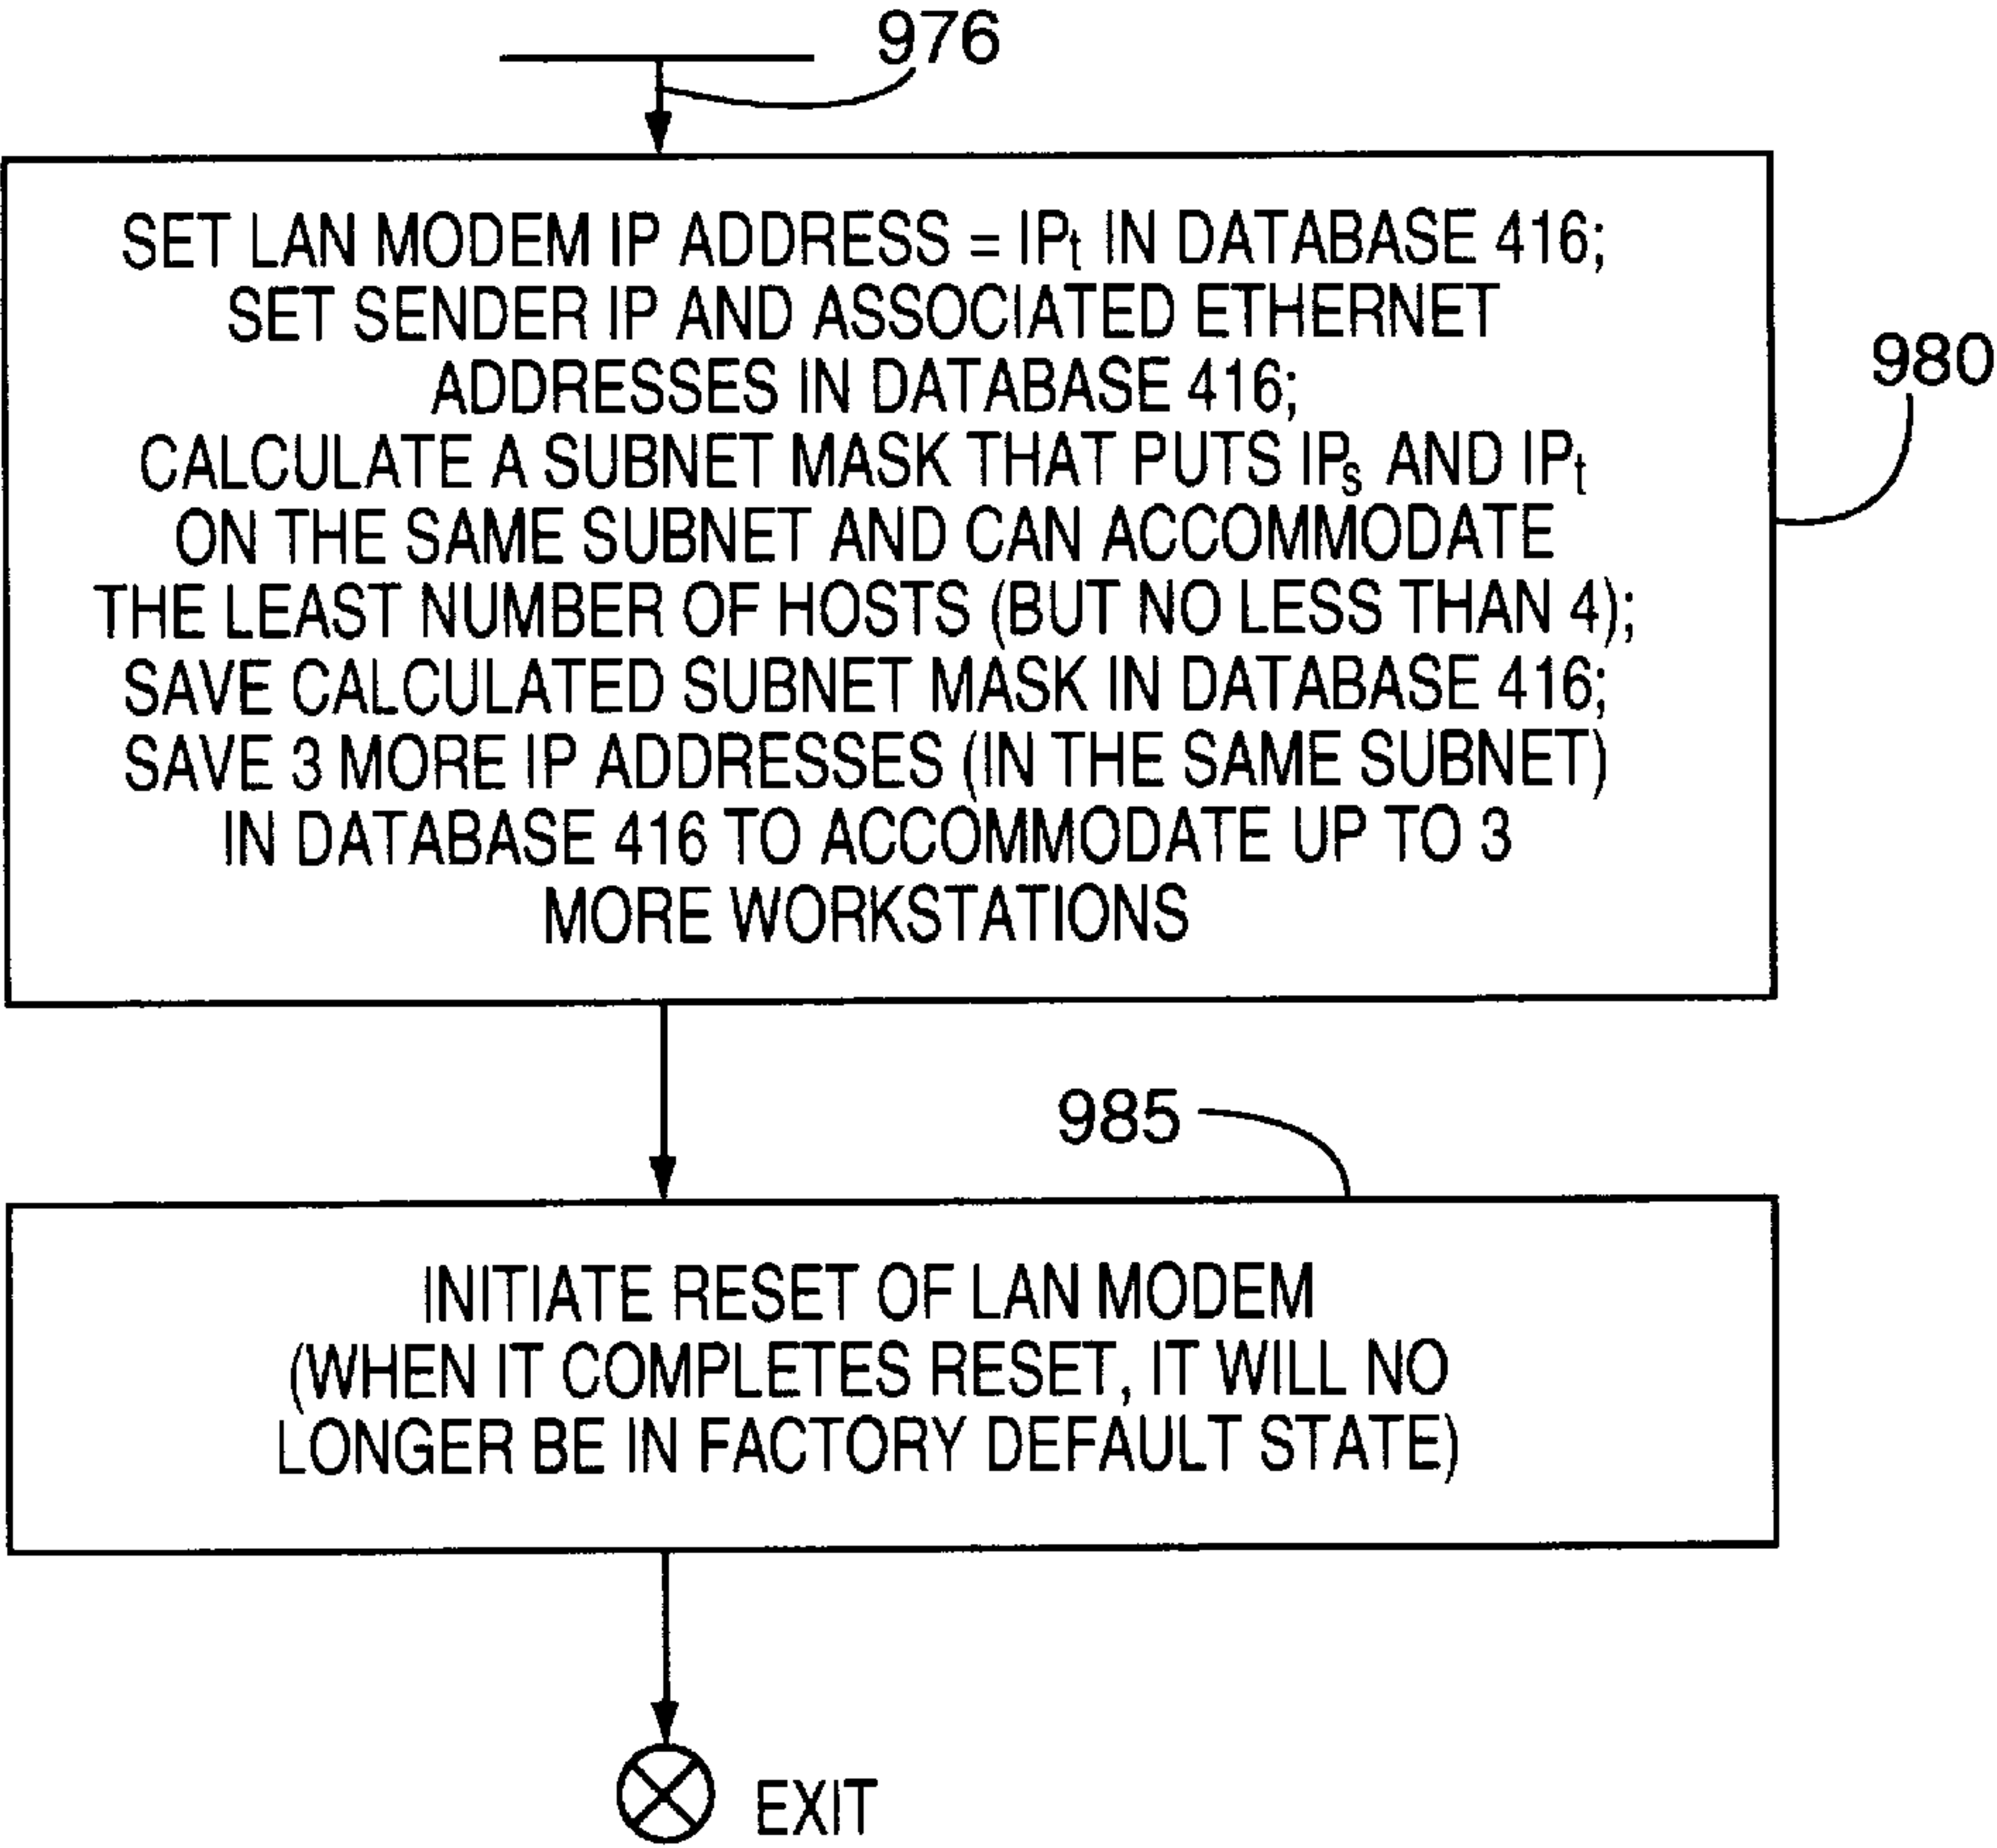 976
SET LAN MODEM IP ADDRESS = IPt IN DATABASE 416;
SET SENDER IP AND ASSOCIATED ETHERNET
ADDRESSES IN DATABASE 416;
980
CALCULATE A SUBNET MASK THAT PUTS IPs AND IPt
ON THE SAME SUBNET AND CAN ACCOMMODATE
THE LEAST NUMBER OF HOSTS (BUT NO LESS THAN 4);
SAVE CALCULATED SUBNET MASK IN DATABASE 416;
SAVE 3 MORE IP ADDRESSES (IN THE SAME SUBNET)
IN DATABASE 416 TO ACCOMMODATE UP TO 3
MORE WORKSTATIONS
985
INITIATE RESET OF LAN MODEM
(WHEN IT COMPLETES RESET, IT WILL NO
LONGER BE IN FACTORY DEFAULT STATE)
EXIT